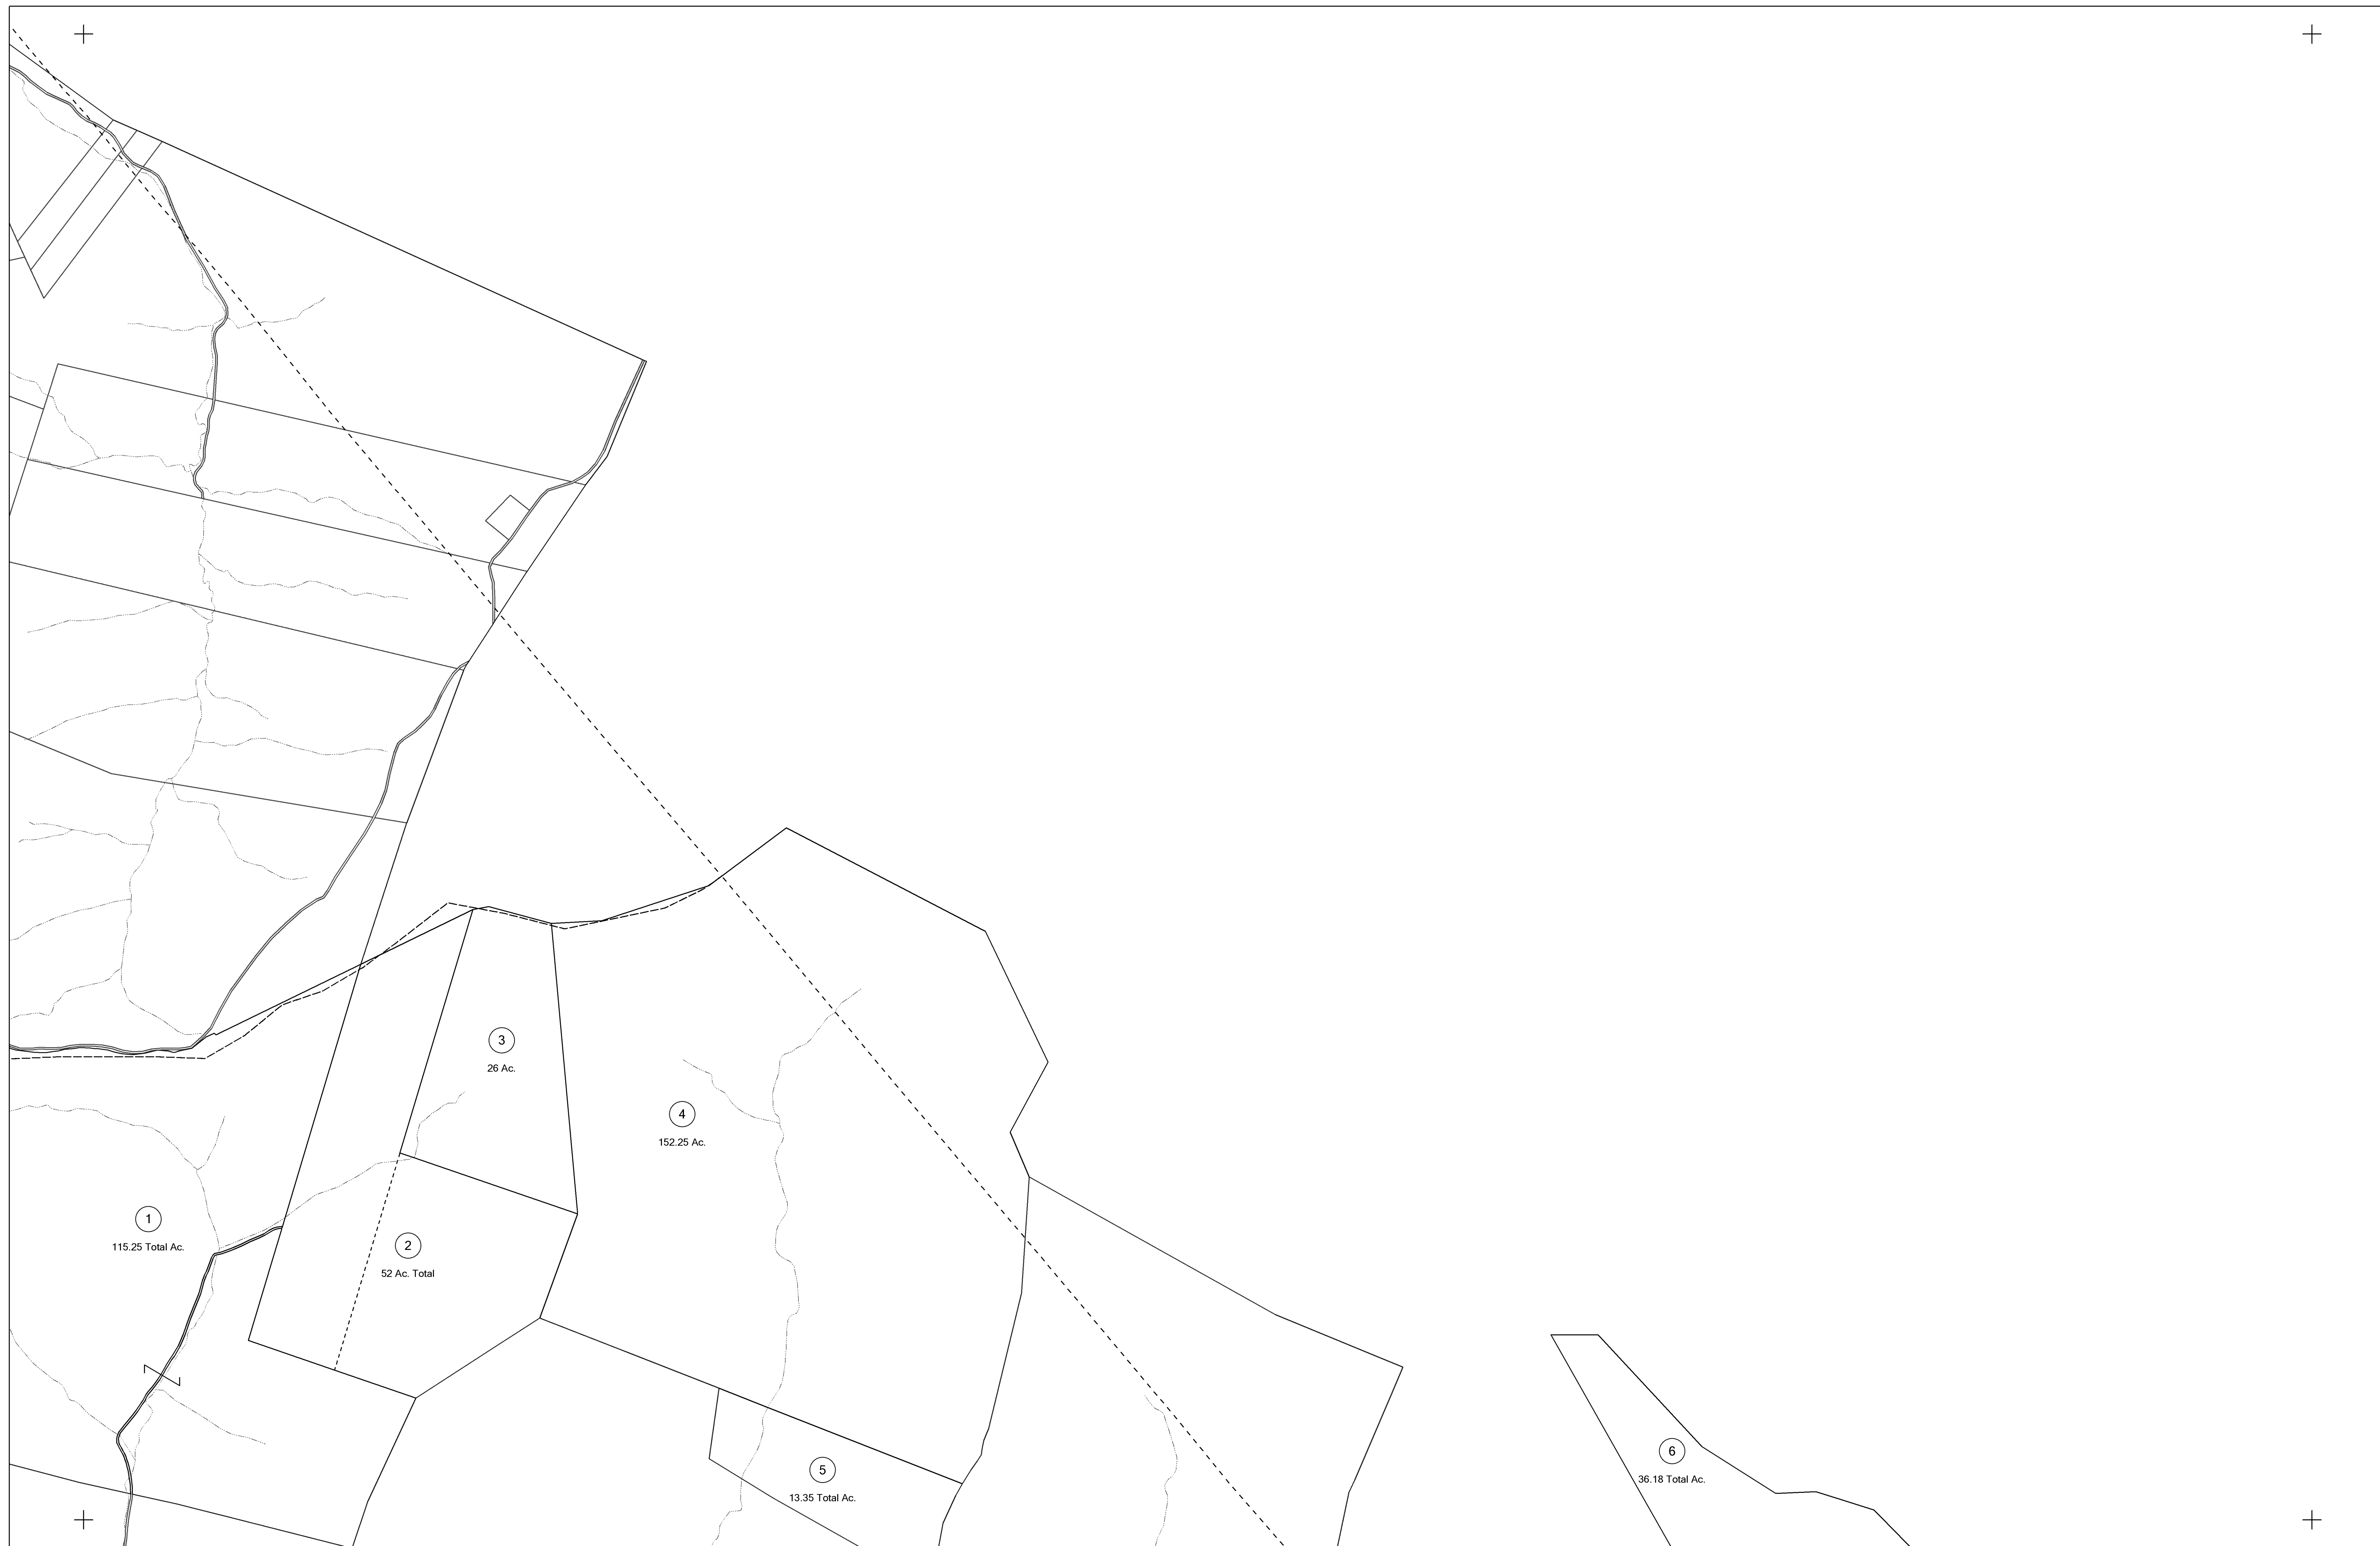 3
26 Ac.
4
152.25 Ac.
1
115.25 Total Ac.
2
52 Ac. Total
6
36.18 Total Ac.
5
13.35 Total Ac.